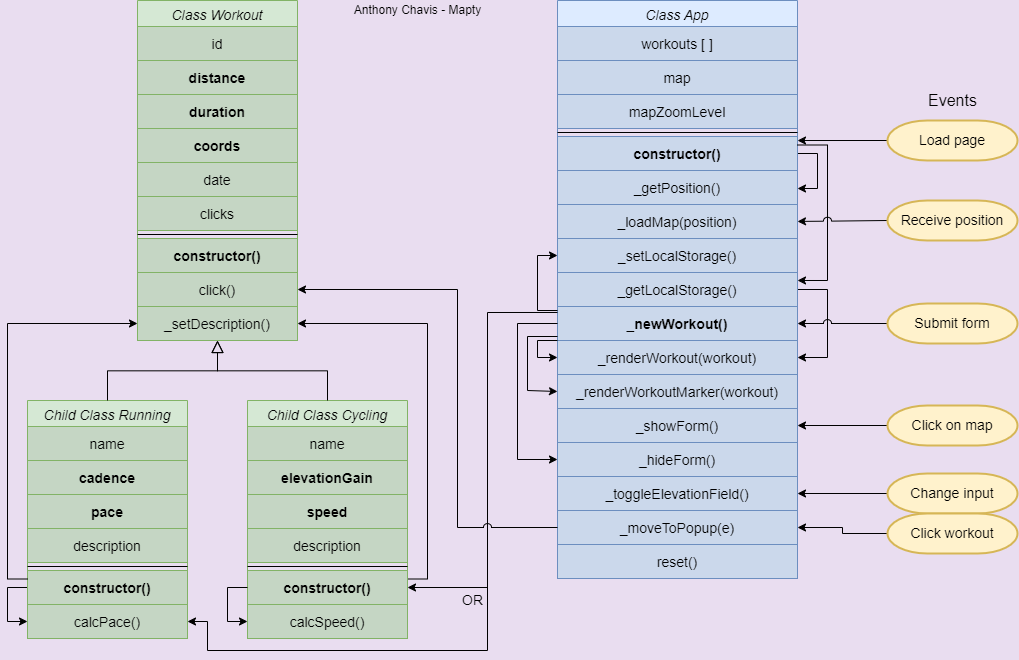 Anthony Chavis - Mapty
Class Workout
id
distance
duration
coords
date
clicks
constructor()
click()
_setDescription()
Child Class Running
name
cadence
pace
description
constructor()
calcPace()
Child Class Cycling
name
elevationGain
speed
description
constructor()
calcSpeed()
OR
Class App
workouts [ ]
map
mapZoomLevel
constructor()
_getPosition()
_loadMap(position)
_setLocalStorage()
_getLocalStorage()
_newWorkout()
_renderWorkout(workout)
_renderWorkoutMarker(workout)
_showForm()
_hideForm()
_toggleElevationField()
_moveToPopup(e)
reset()
Events
Load page
Receive position
Submit form
Click on map
Change input
Click workout